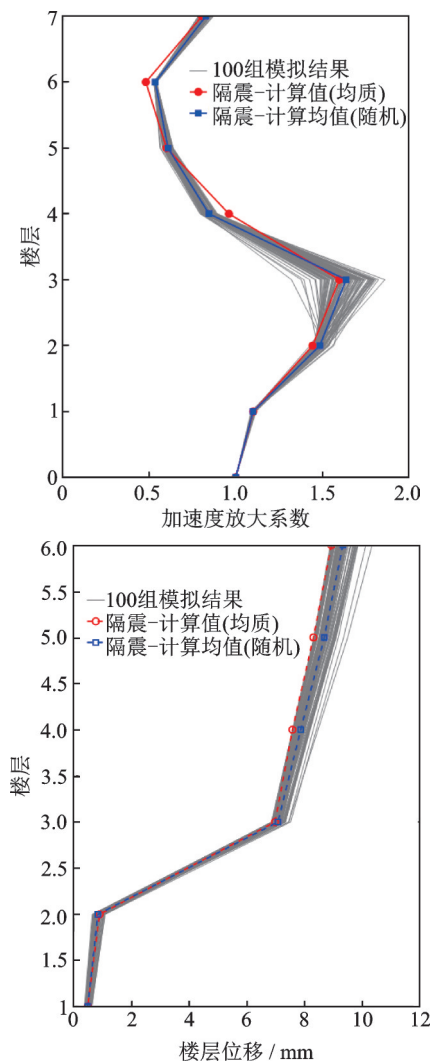 7
6
5
4
3
2
1
0
楼层
100组模拟结果
隔震-计算值(均质)
隔震-计算均值(随机)
0 0.5 1.0 1.5 2.0
加速度放大系数
6.0
5.5
5.0
4.5
4.0
3.5
3.0
2.5
2.0
1.5
1
楼层
100组模拟结果
隔震-计算值(均质)
隔震-计算均值(随机)
0 2 4 6 8 10 12
楼层位移 / mm